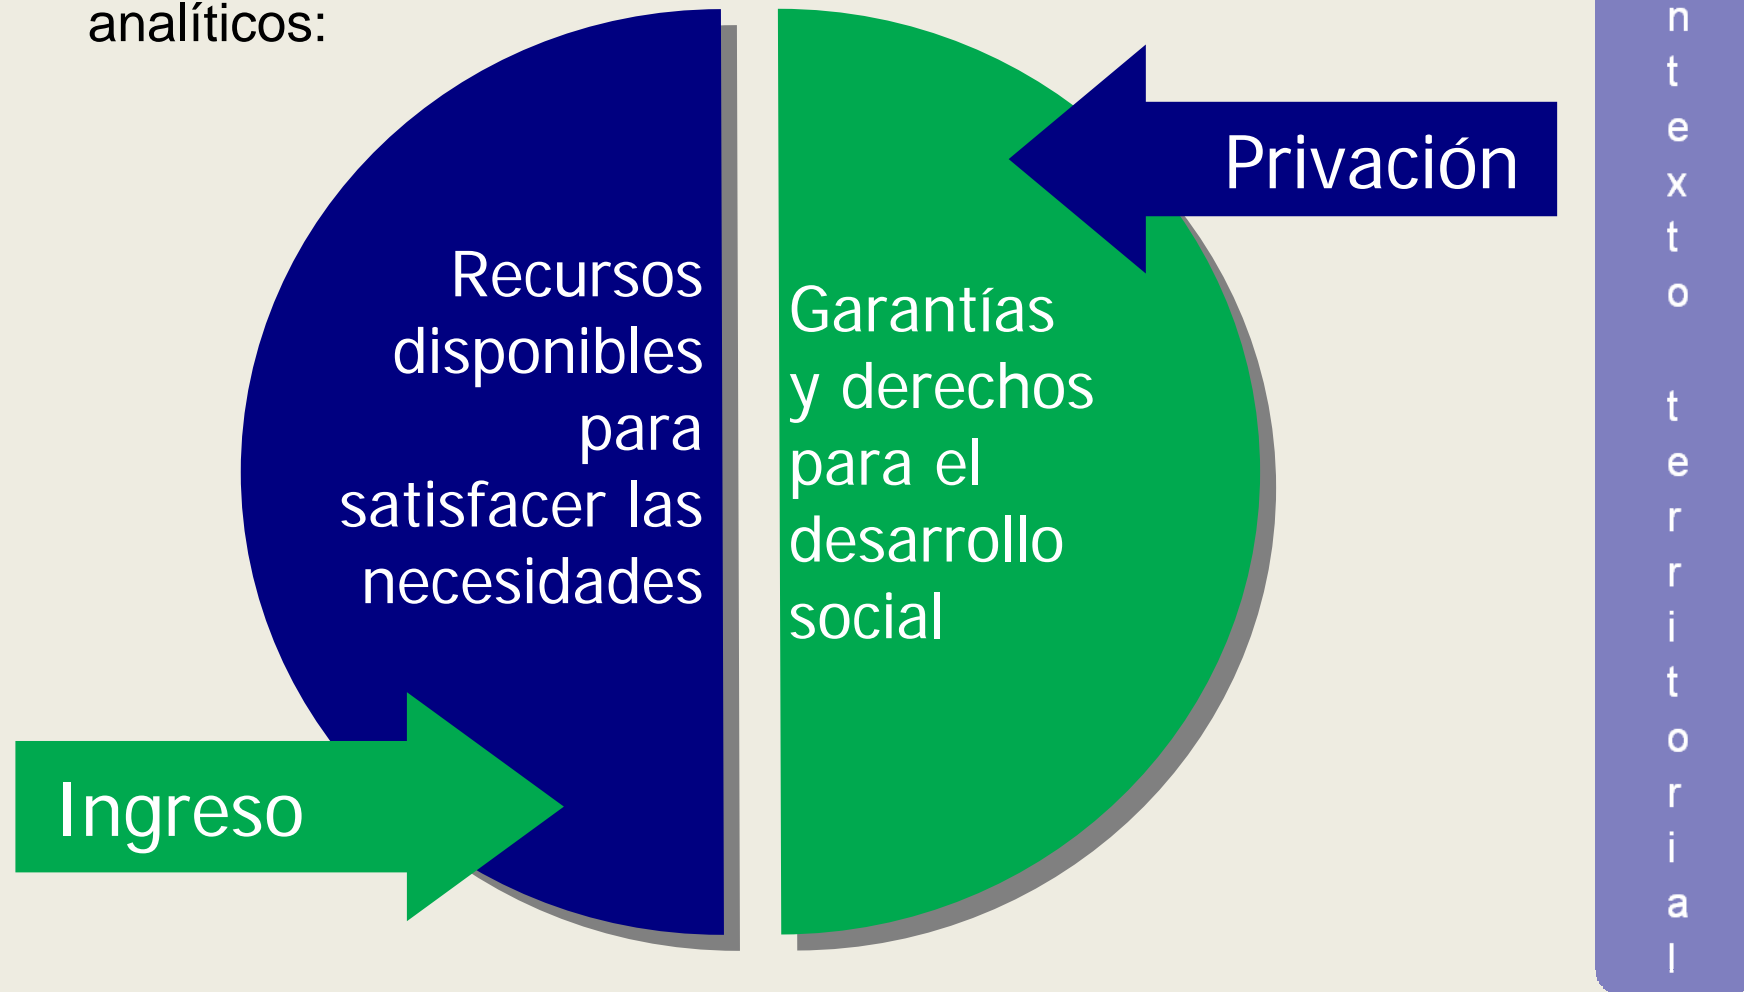 analíticos:
Recursos
disponibles
para
satisfacer las
necesidades
Garantías
y derechos
para el
desarrollo
social
Privación
Ingreso
n
t
e
x
t
o
t
e
r
r
i
t
o
r
i
a
l